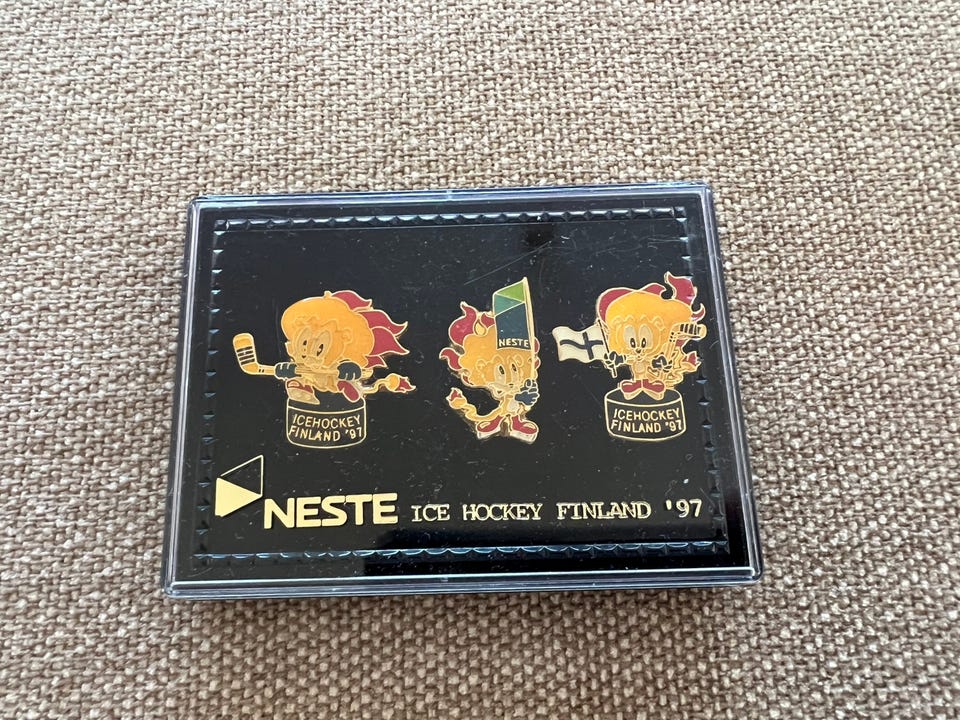 ICEHOCKEY
FINLAND '97
NESTE
ICEHOCKEY
FINLAND '97
NESTE ICE HOCKEY FINLAND '97